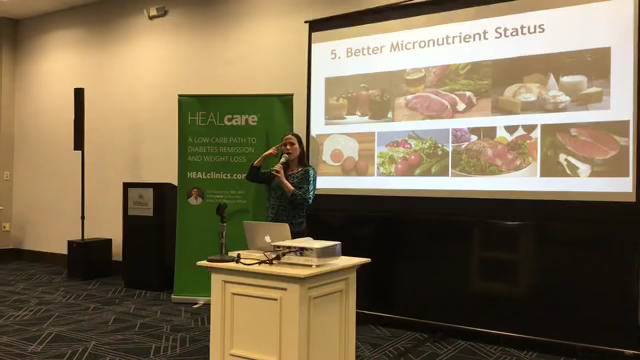 5. Better Micronutrient Status
HEALcare
A LOW-CARB PATH TO
DIABETES REMISSION
AND WEIGHT LOSS
HEALclinics.com